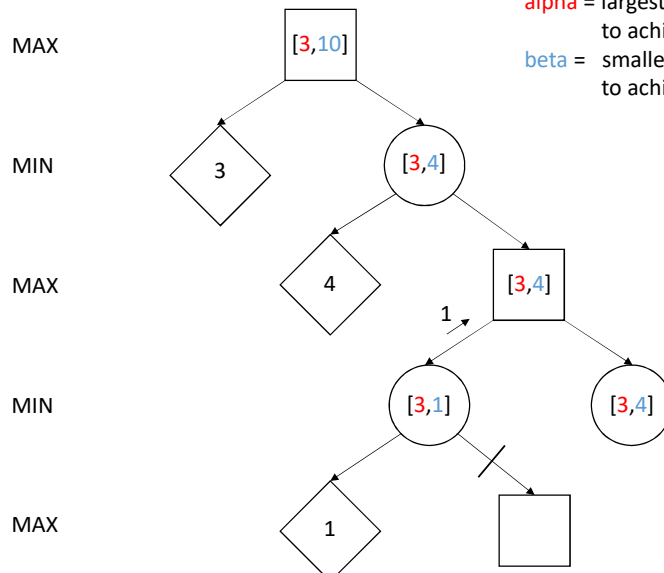 alpha = largest
to achi
beta = smalle
to achi
MAX
[3,10]
MIN
3
[3,4]
MAX
4
[3,4]
1
MIN
[3,1]
[3,4]
MAX
1